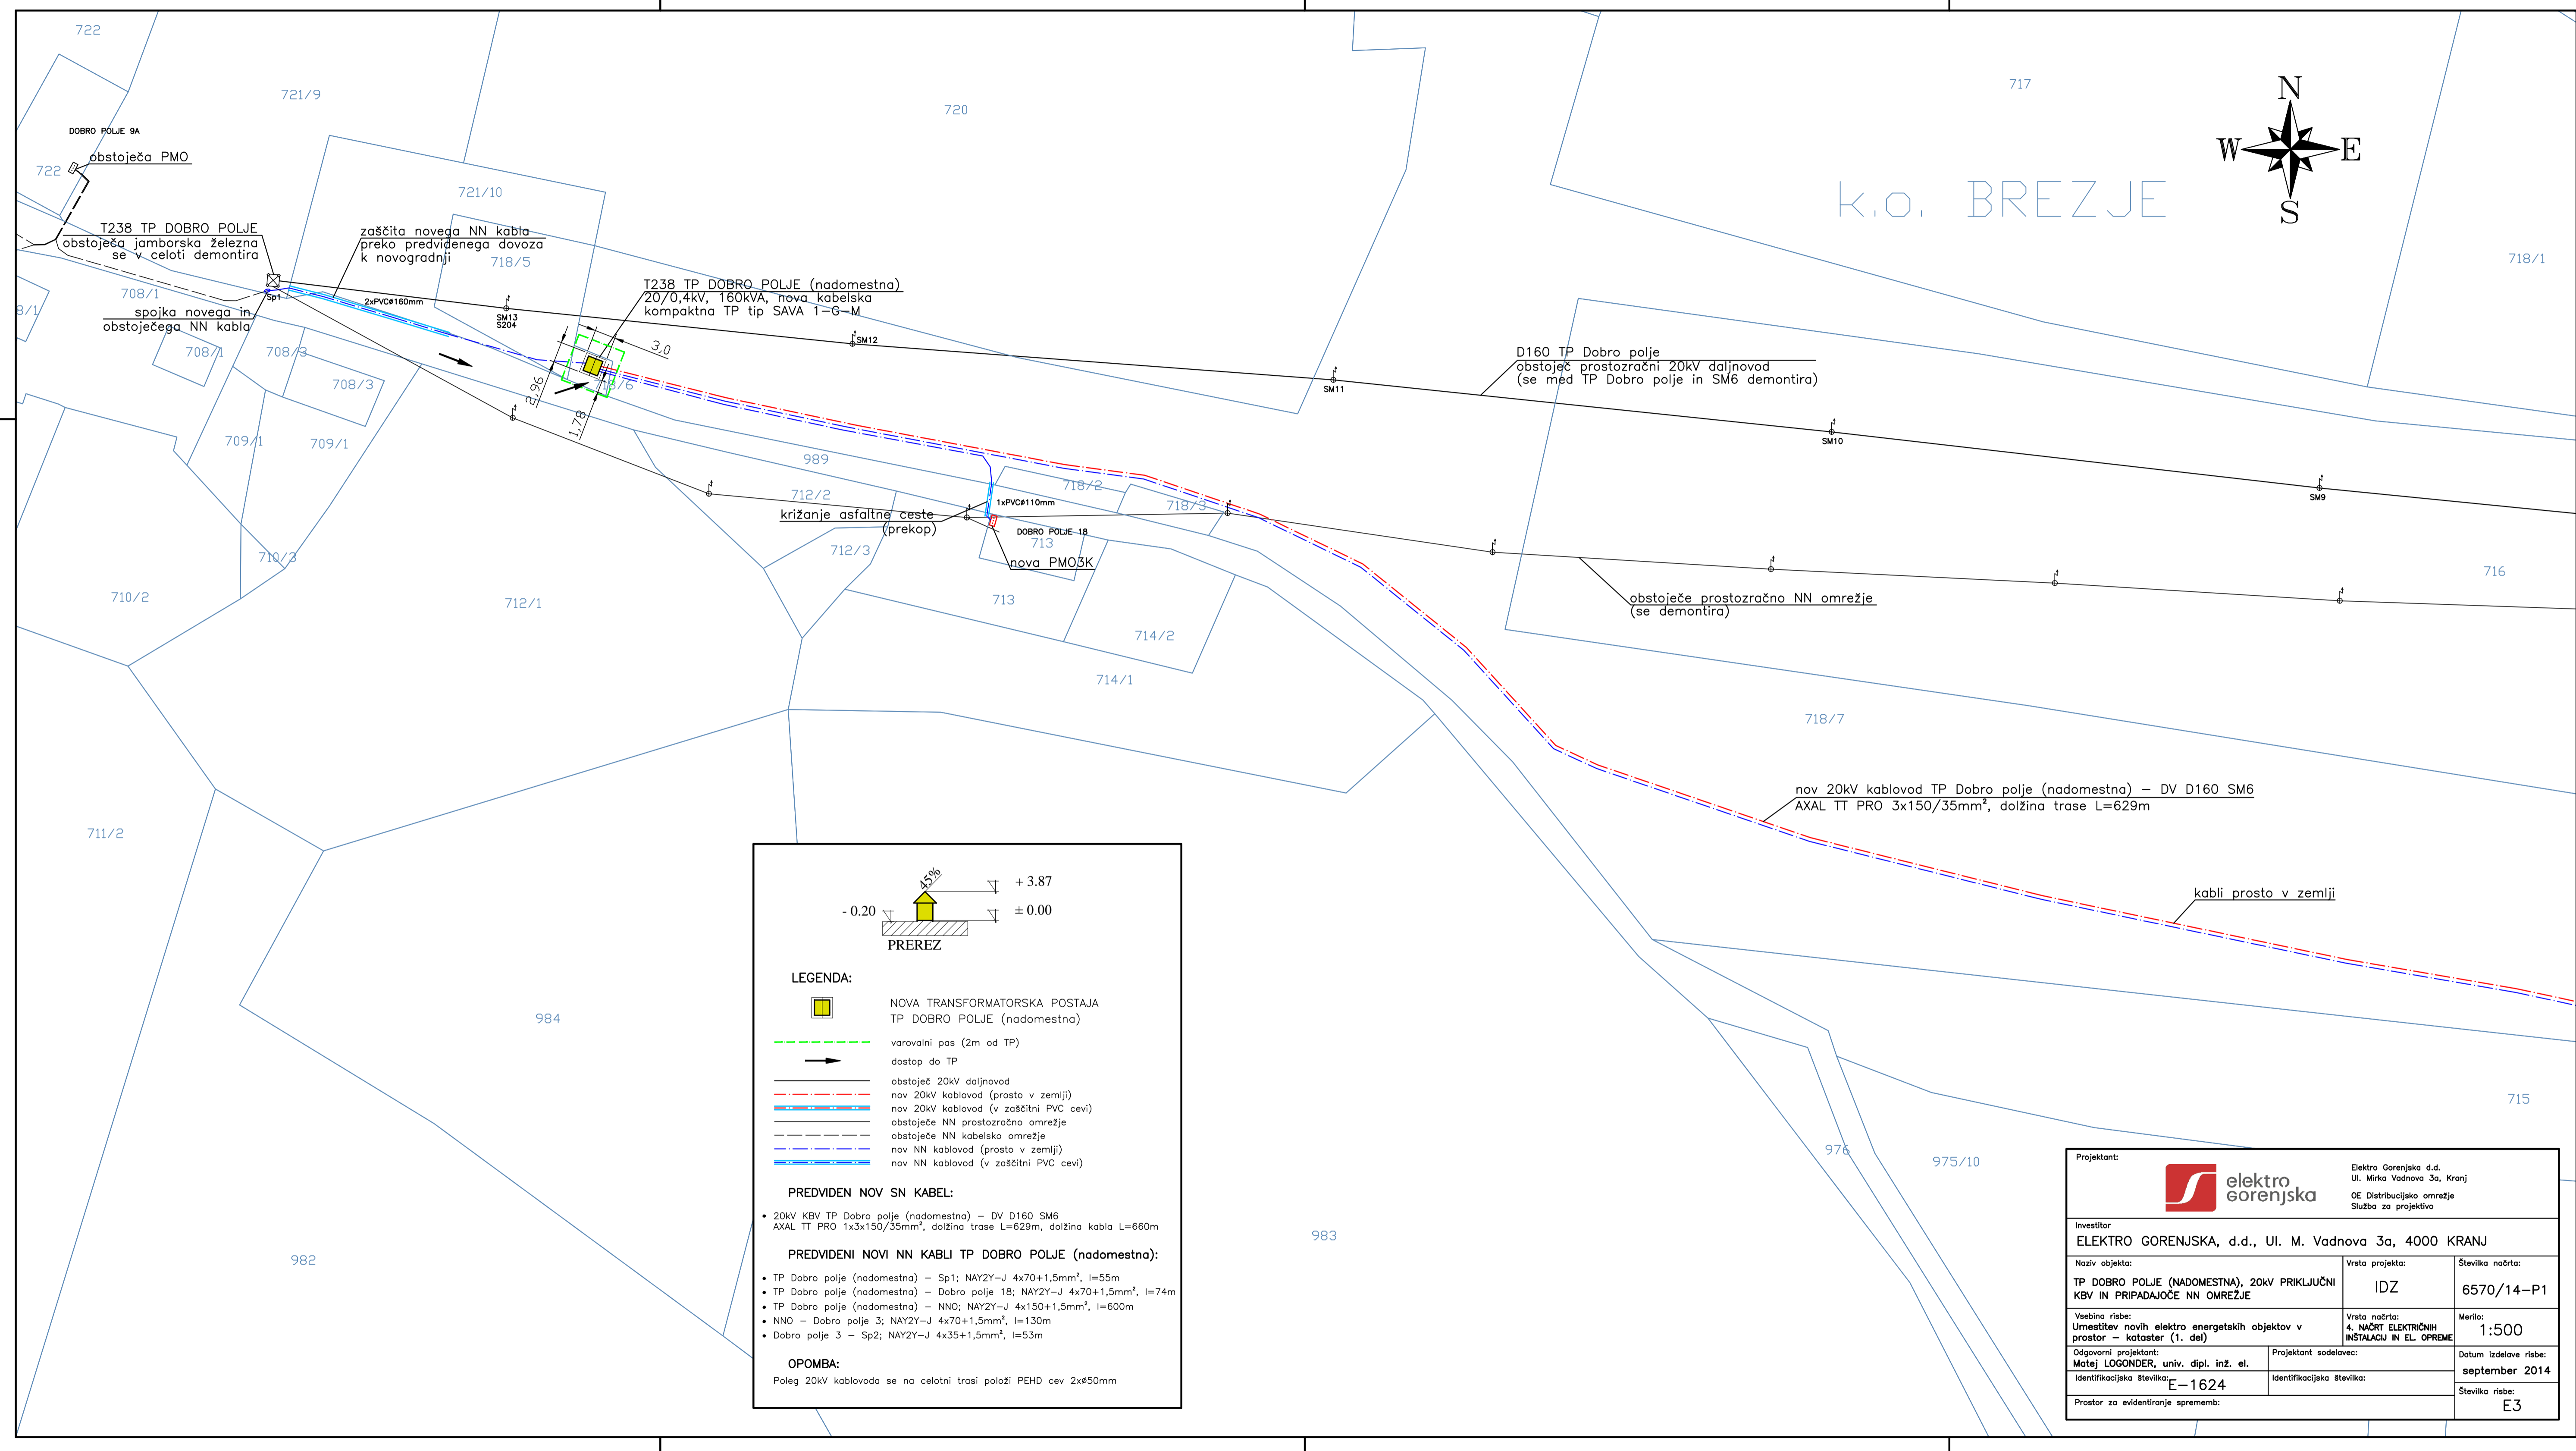 722
721/9
720
717
N
W
E
S
k.o. BREZJE
DOBRO POLJE 9A
obstoječa PMO
722
721/10
718/1
T238 TP DOBRO POLJE
obstoječa jamborska železna
se v celoti demontira
zaščita novega NN kabla
preko predvidenega dovoza
k novogradnji
718/5
T238 TP DOBRO POLJE (nadomestna)
20/0,4kV, 160kVA, nova kabelska
kompaktna TP tip SAVA 1-G-M
Sp1
2xPVCø160mm
708/1
8/1
spojka novega in
obstoječega NN kabla
SM13
S204
SM12
3,0
2,96
1,78
718/6
708/1
708/3
708/3
D160 TP Dobro polje
obstoječ prostozračni 20kV daljnovod
(se med TP Dobro polje in SM6 demontira)
SM11
SM10
SM9
709/1
709/1
989
718/2
712/2
1xPVCø110mm
718/3
križanje asfaltne ceste
(prekop)
DOBRO POLJE 18
713
nova PMO3K
712/3
710/3
710/2
712/1
713
716
obstoječe prostozračno NN omrežje
(se demontira)
714/2
714/1
718/7
nov 20kV kablovod TP Dobro polje (nadomestna) – DV D160 SM6
AXAL TT PRO 3x150/35mm², dolžina trase L=629m
711/2
kabli prosto v zemlji
45%
+ 3.87
- 0.20
± 0.00
PREREZ
LEGENDA:
NOVA TRANSFORMATORSKA POSTAJA
TP DOBRO POLJE (nadomestna)
varovalni pas (2m od TP)
dostop do TP
obstoječ 20kV daljnovod
nov 20kV kablovod (prosto v zemlji)
nov 20kV kablovod (v zaščitni PVC cevi)
obstoječe NN prostozračno omrežje
obstoječe NN kabelsko omrežje
nov NN kablovod (prosto v zemlji)
nov NN kablovod (v zaščitni PVC cevi)
PREDVIDEN NOV SN KABEL:
• 20kV KBV TP Dobro polje (nadomestna) – DV D160 SM6
AXAL TT PRO 1x3x150/35mm², dolžina trase L=629m, dolžina kabla L=660m
PREDVIDENI NOVI NN KABLI TP DOBRO POLJE (nadomestna):
• TP Dobro polje (nadomestna) – Sp1; NAY2Y-J 4x70+1,5mm², l=55m
• TP Dobro polje (nadomestna) – Dobro polje 18; NAY2Y-J 4x70+1,5mm², l=74m
• TP Dobro polje (nadomestna) – NNO; NAY2Y-J 4x150+1,5mm², l=600m
• NNO – Dobro polje 3; NAY2Y-J 4x70+1,5mm², l=130m
• Dobro polje 3 – Sp2; NAY2Y-J 4x35+1,5mm², l=53m
OPOMBA:
Poleg 20kV kablovoda se na celotni trasi položi PEHD cev 2xø50mm
984
982
983
976
975/10
715
Projektant:
elektro
gorenjska
Elektro Gorenjska d.d.
Ul. Mirka Vadnova 3a, Kranj
OE Distribucijsko omrežje
Služba za projektivo
Investitor
ELEKTRO GORENJSKA, d.d., Ul. M. Vadnova 3a, 4000 KRANJ
Naziv objekta:
TP DOBRO POLJE (NADOMESTNA), 20kV PRIKLJUČNI
KBV IN PRIPADAJOČE NN OMREŽJE
Vrsta projekta:
IDZ
Številka načrta:
6570/14-P1
Vsebina risbe:
Umestitev novih elektro energetskih objektov v
prostor – kataster (1. del)
Vrsta načrta:
4. NAČRT ELEKTRIČNIH
INŠTALACIJ IN EL. OPREME
Merilo:
1:500
Odgovorni projektant:
Matej LOGONDER, univ. dipl. inž. el.
Projektant sodelavec:
Datum izdelave risbe:
september 2014
Identifikacijska številka:
E-1624
Identifikacijska številka:
Številka risbe:
E3
Prostor za evidentiranje sprememb: